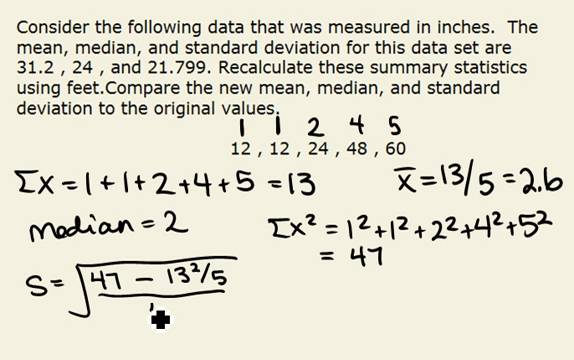 Consider the following data that was measured in inches. The
mean, median, and standard deviation for this data set are
31.2 , 24 , and 21.799. Recalculate these summary statistics
using feet.Compare the new mean, median, and standard
deviation to the original values.
1 1 2 4 5
12 , 12 , 24 , 48 , 60
Σx = 1 + 1 + 2 + 4 + 5 = 13 x̄ = 13/5 = 2.6
median = 2 Σx² = 1² + 1² + 2² + 4² + 5²
= 47
S = √47 - 13²/5